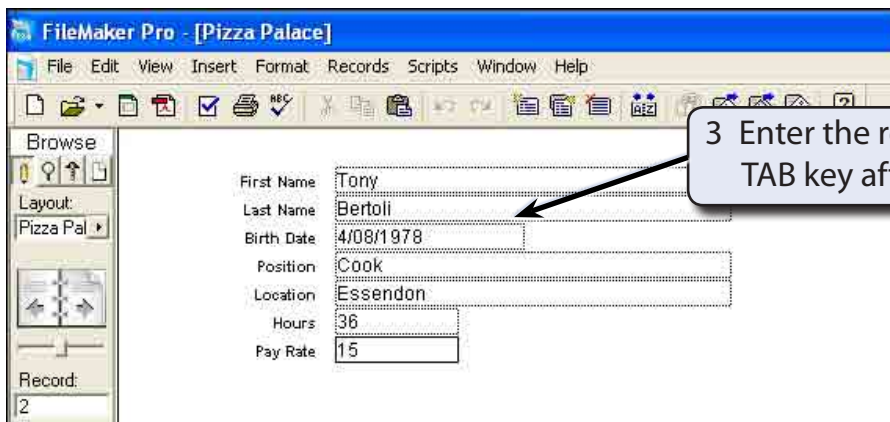 FileMaker Pro - [Pizza Palace]
File Edit View Insert Format Records Scripts Window Help
ABC
Browse
3 Enter the
TAB key
First Name Tony
Layout:
Last Name Bertoli
Pizza Pal
Birth Date 4/08/1978
Position Cook
Location Essendon
Hours 36
Pay Rate 15
Record:
2